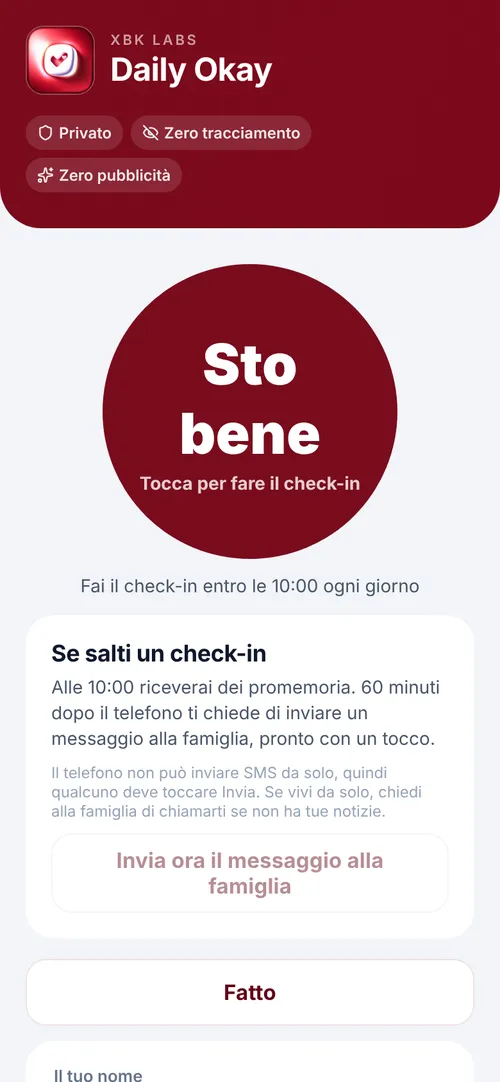 XBK LABS
Daily Okay
Privato
Zero tracciamento
Zero pubblicità
Sto
bene
Tocca per fare il check-in
Fai il check-in entro le 10:00 ogni giorno
Se salti un check-in
Alle 10:00 riceverai dei promemoria. 60 minuti
dopo il telefono ti chiede di inviare un
messaggio alla famiglia, pronto con un tocco.
Il telefono non può inviare SMS da solo, quindi
qualcuno deve toccare Invia. Se vivi da solo, chiedi
alla famiglia di chiamarti se non ha tue notizie.
Invia ora il messaggio alla
famiglia
Fatto
Il tuo nome